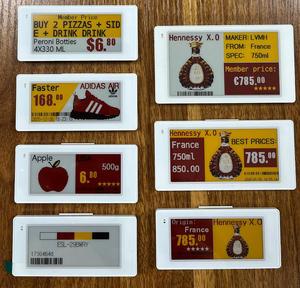 Member Price
BUY 2 PIZZAS + SID
E + DRINK DRINK
Peroni Bottles
4X330 ML
$6.80
Faster
ADIDAS AIR
168.00
Apple
USA
500g
6.80
ESL-29BWRY
Hennessy X.O
MAKER: LVMH
FROM: France
SPEC: 750ml
Member price:
€785.00
Hennessy X.O
France
750ml
850.00
BEST PRICES:
785.00
Origin:
France
785.00
Hennessy X.O